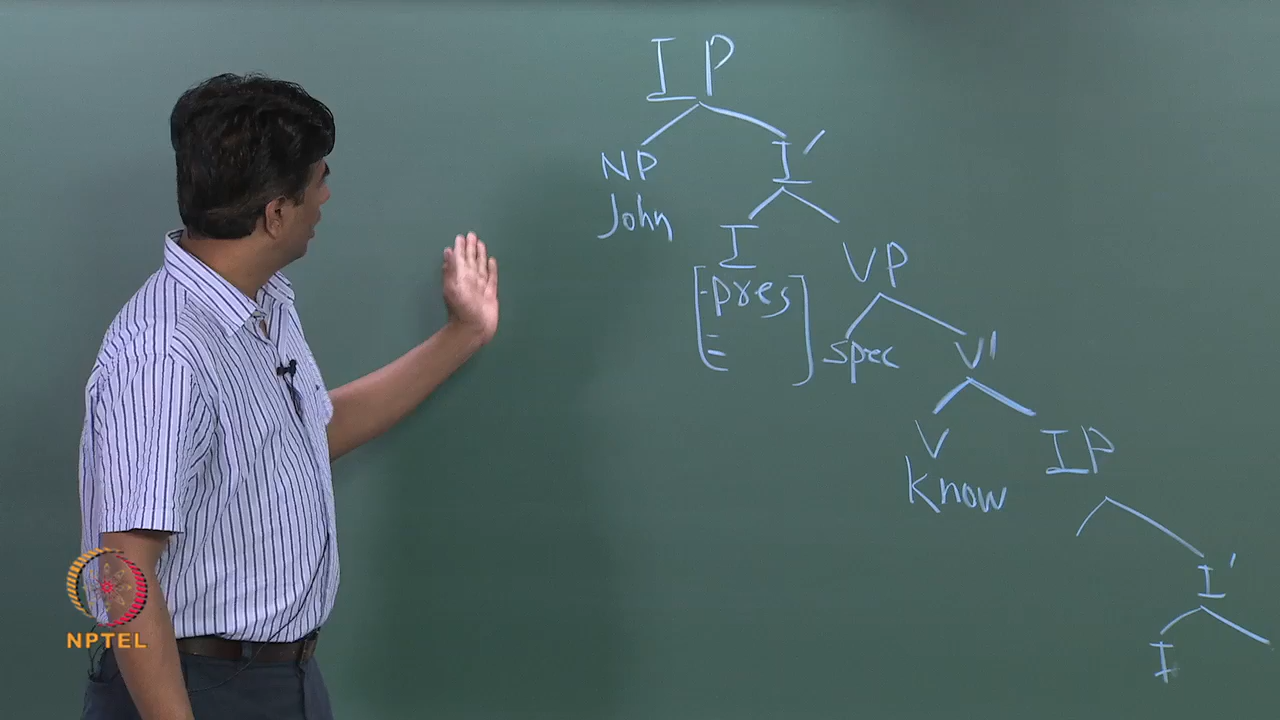 IP
NP I'
John
I VP
[-pres
- ]
spec V'
V IP
know
I'
I
NPTEL